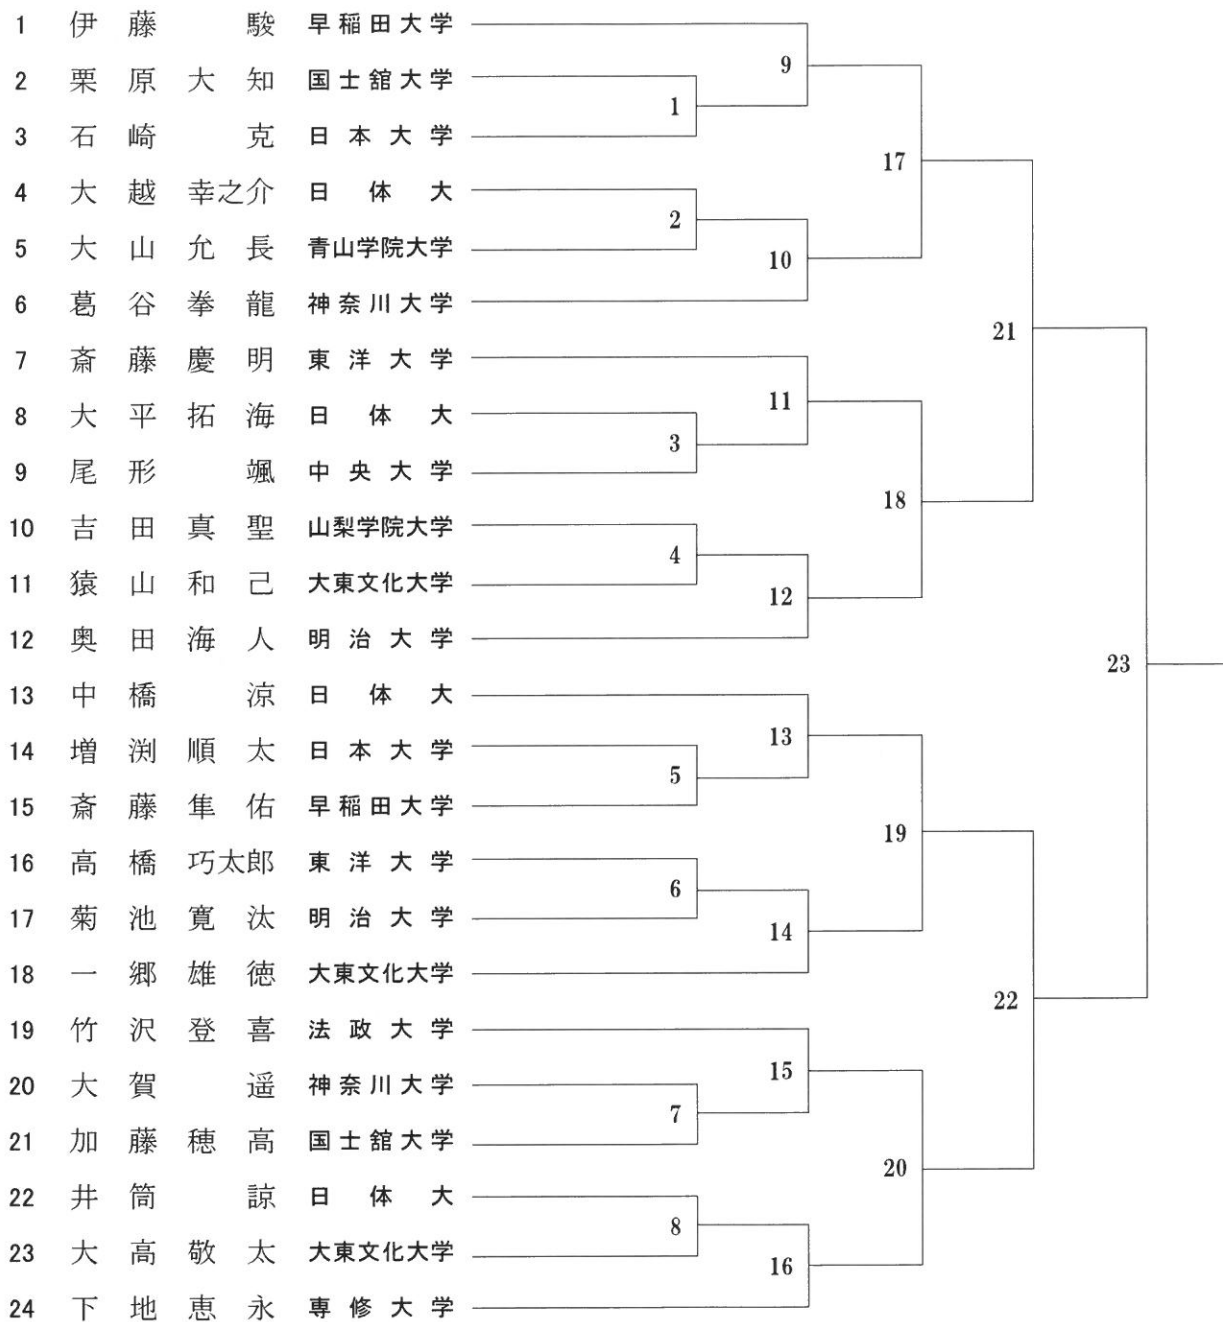 1 伊藤 駿 早稲田大学
2 栗原大知 国士舘大学
3 石崎 克 日本大学
4 大越幸之介 日体大
5 大山允長 青山学院大学
6 葛谷拳龍 神奈川大学
7 斎藤慶明 東洋大学
8 大平拓海 日体大
9 尾形 颯 中央大学
10 吉田真聖 山梨学院大学
11 猿山和己 大東文化大学
12 奥田海人 明治大学
13 中橋 涼 日体大
14 増渕順太 日本大学
15 斎藤隼佑 早稲田大学
16 高橋巧太郎 東洋大学
17 菊池寛汰 明治大学
18 一郷雄徳 大東文化大学
19 竹沢登喜 法政大学
20 大賀 遥 神奈川大学
21 加藤穂高 国士舘大学
22 井筒 諒 日体大
23 大高敬太 大東文化大学
24 下地恵永 専修大学
1
2
3
4
5
6
7
8
9
10
11
12
13
14
15
16
17
18
19
20
21
22
23